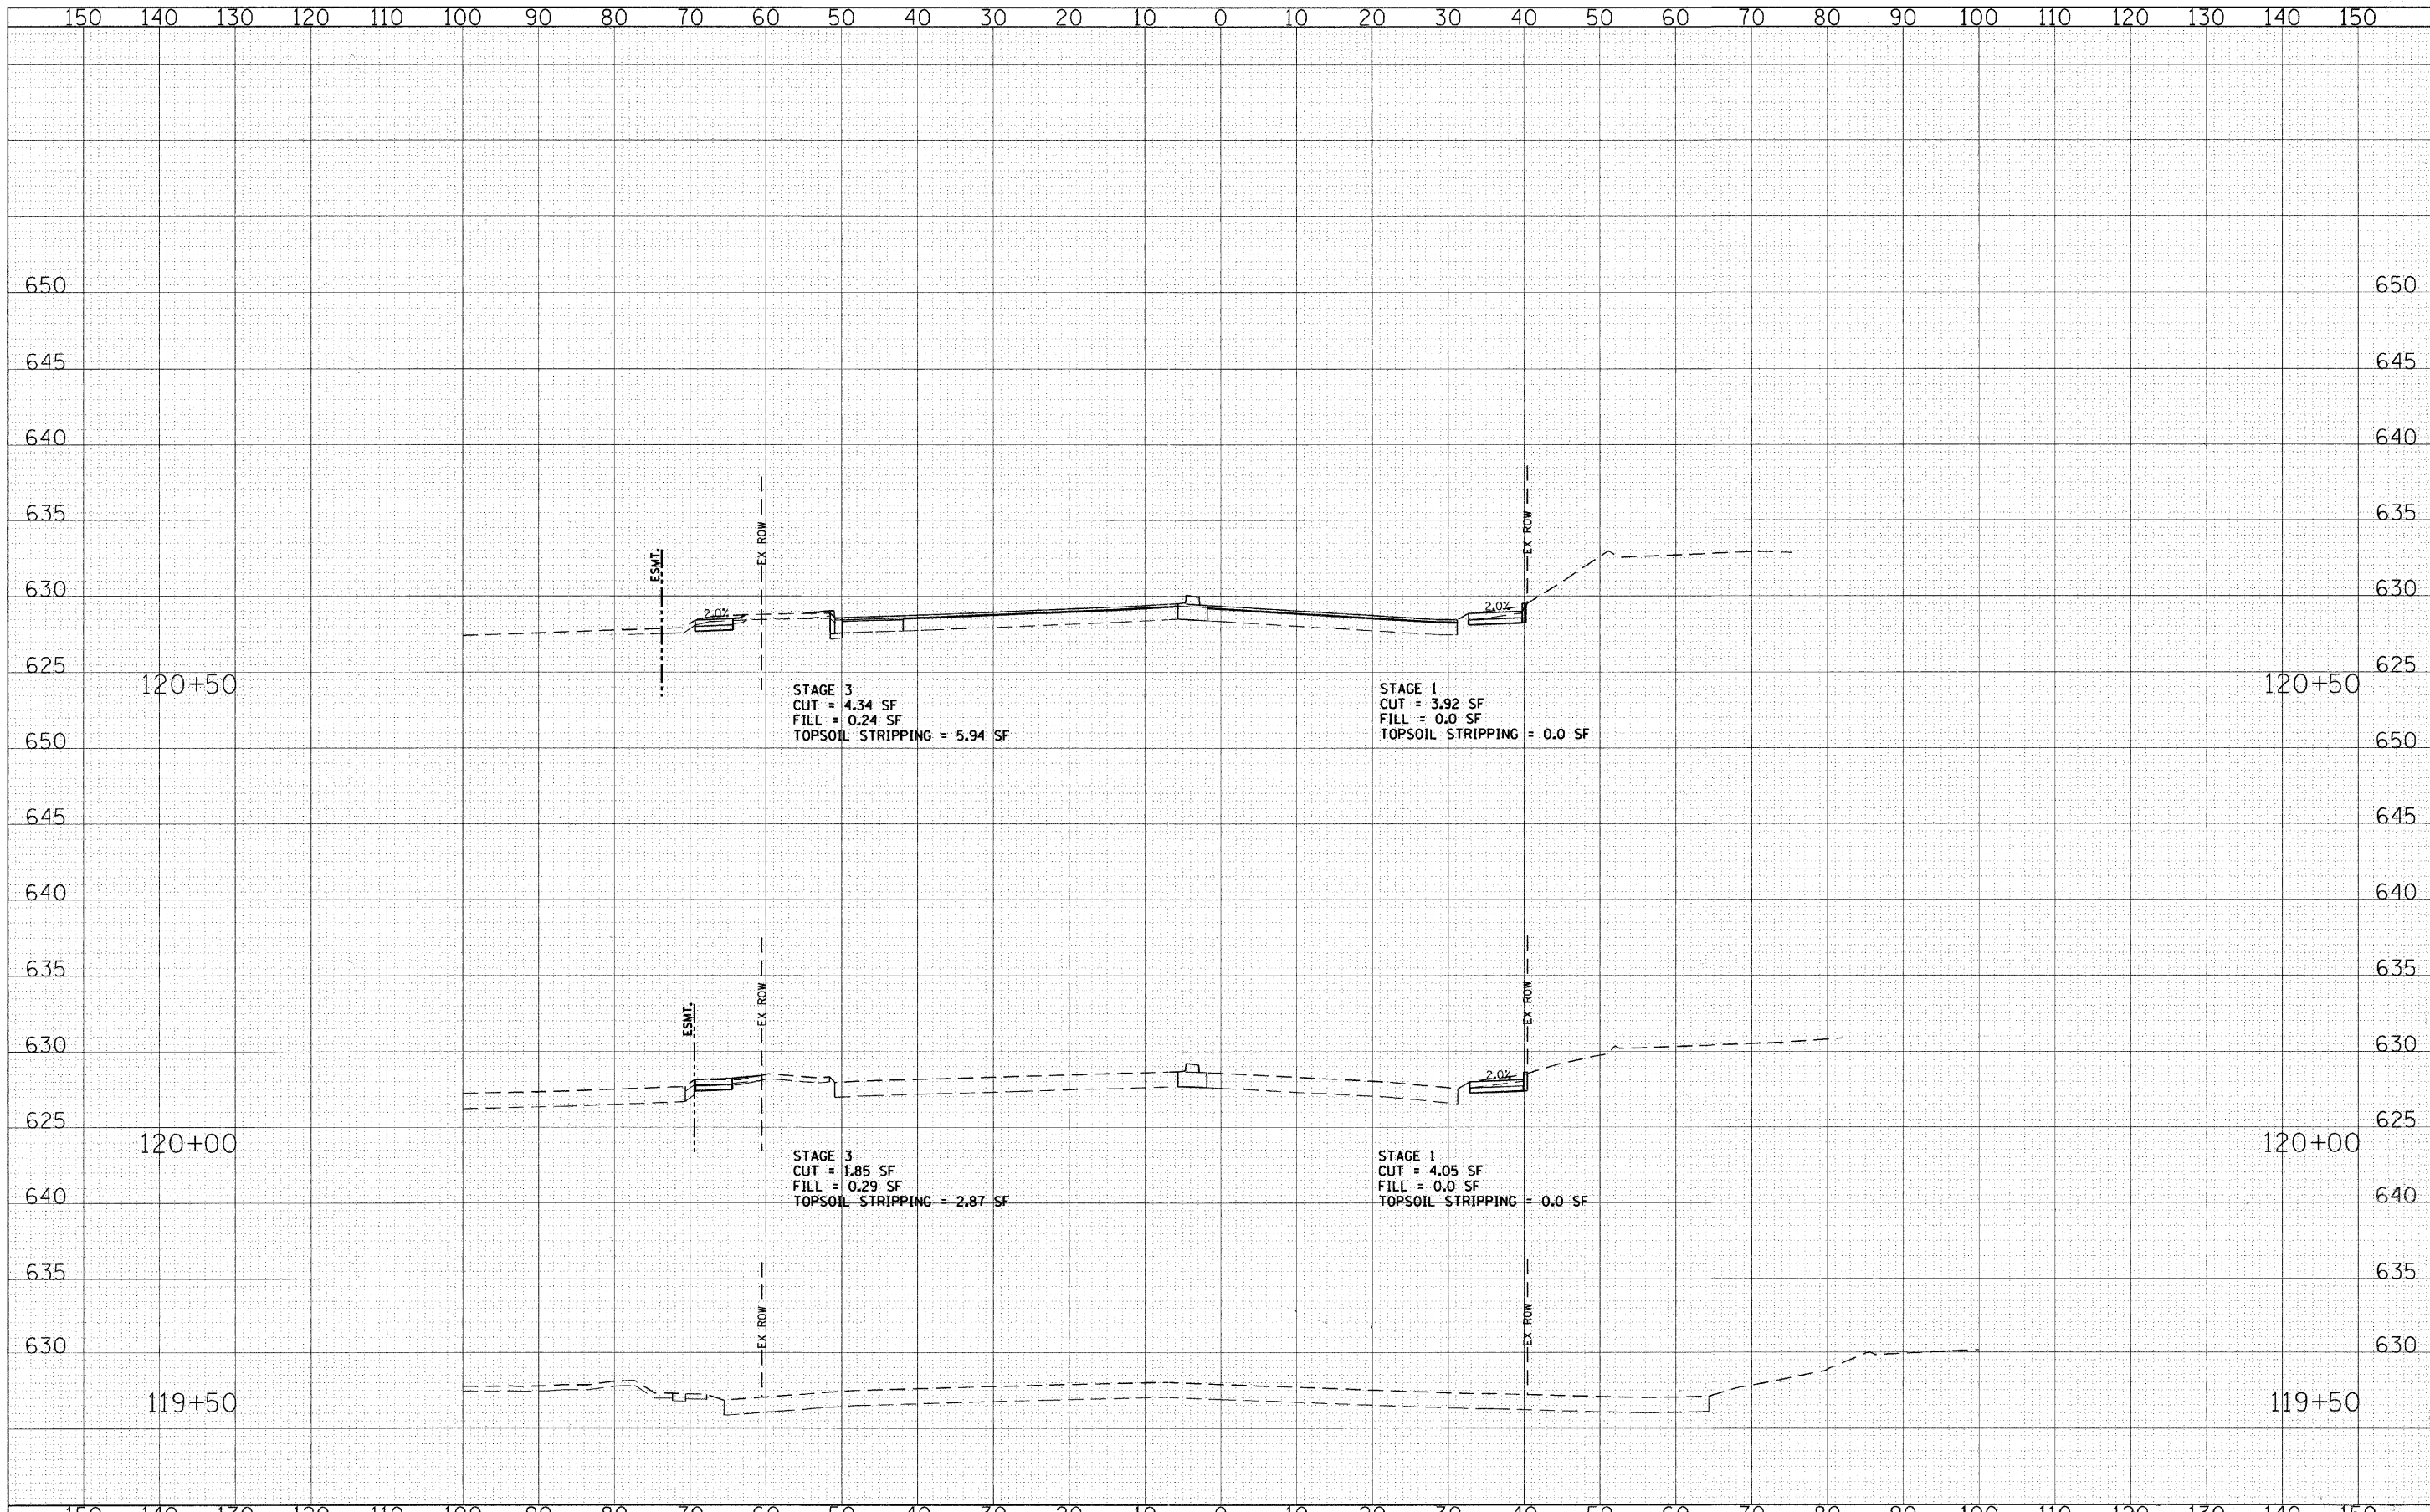 150 140 130 120 110 100 90 80 70 60 50 40 30 20 10 0 10 20 30 40 50 60 70 80 90 100 110 120 130 140 150
650 650
645 645
640 640
635 EX ROW EX ROW 635
ESMT.
630 2.0% 2.0% 630
625 625
120+50 120+50
STAGE 3
CUT = 4.34 SF
FILL = 0.24 SF
TOPSOIL STRIPPING = 5.94 SF
STAGE 1
CUT = 3.92 SF
FILL = 0.0 SF
TOPSOIL STRIPPING = 0.0 SF
650 650
645 645
640 640
635 635
EX ROW EX ROW
ESMT.
630 630
2.0%
625 625
120+00 120+00
STAGE 3
CUT = 1.85 SF
FILL = 0.29 SF
TOPSOIL STRIPPING = 2.87 SF
STAGE 1
CUT = 4.05 SF
FILL = 0.0 SF
TOPSOIL STRIPPING = 0.0 SF
640 640
635 635
EX ROW EX ROW
630 630
119+50 119+50
150 140 130 120 110 100 90 80 70 60 50 40 30 20 10 0 10 20 30 40 50 60 70 80 90 100 110 120 130 140 150